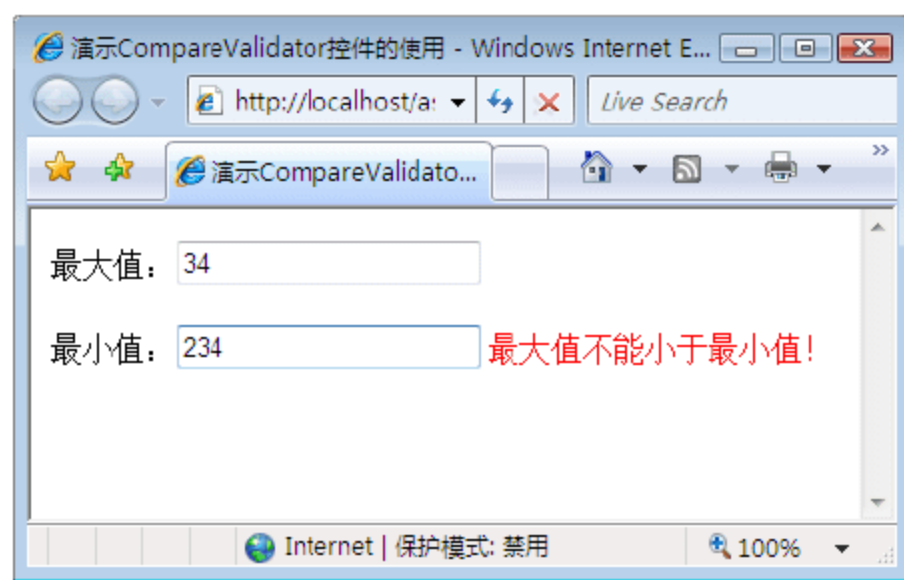 演示CompareValidator控件的使用 - Windows Internet E...
http://localhost/a
Live Search
演示CompareValidato...
最大值：34
最小值：234 最大值不能小于最小值！
Internet | 保护模式: 禁用
100%